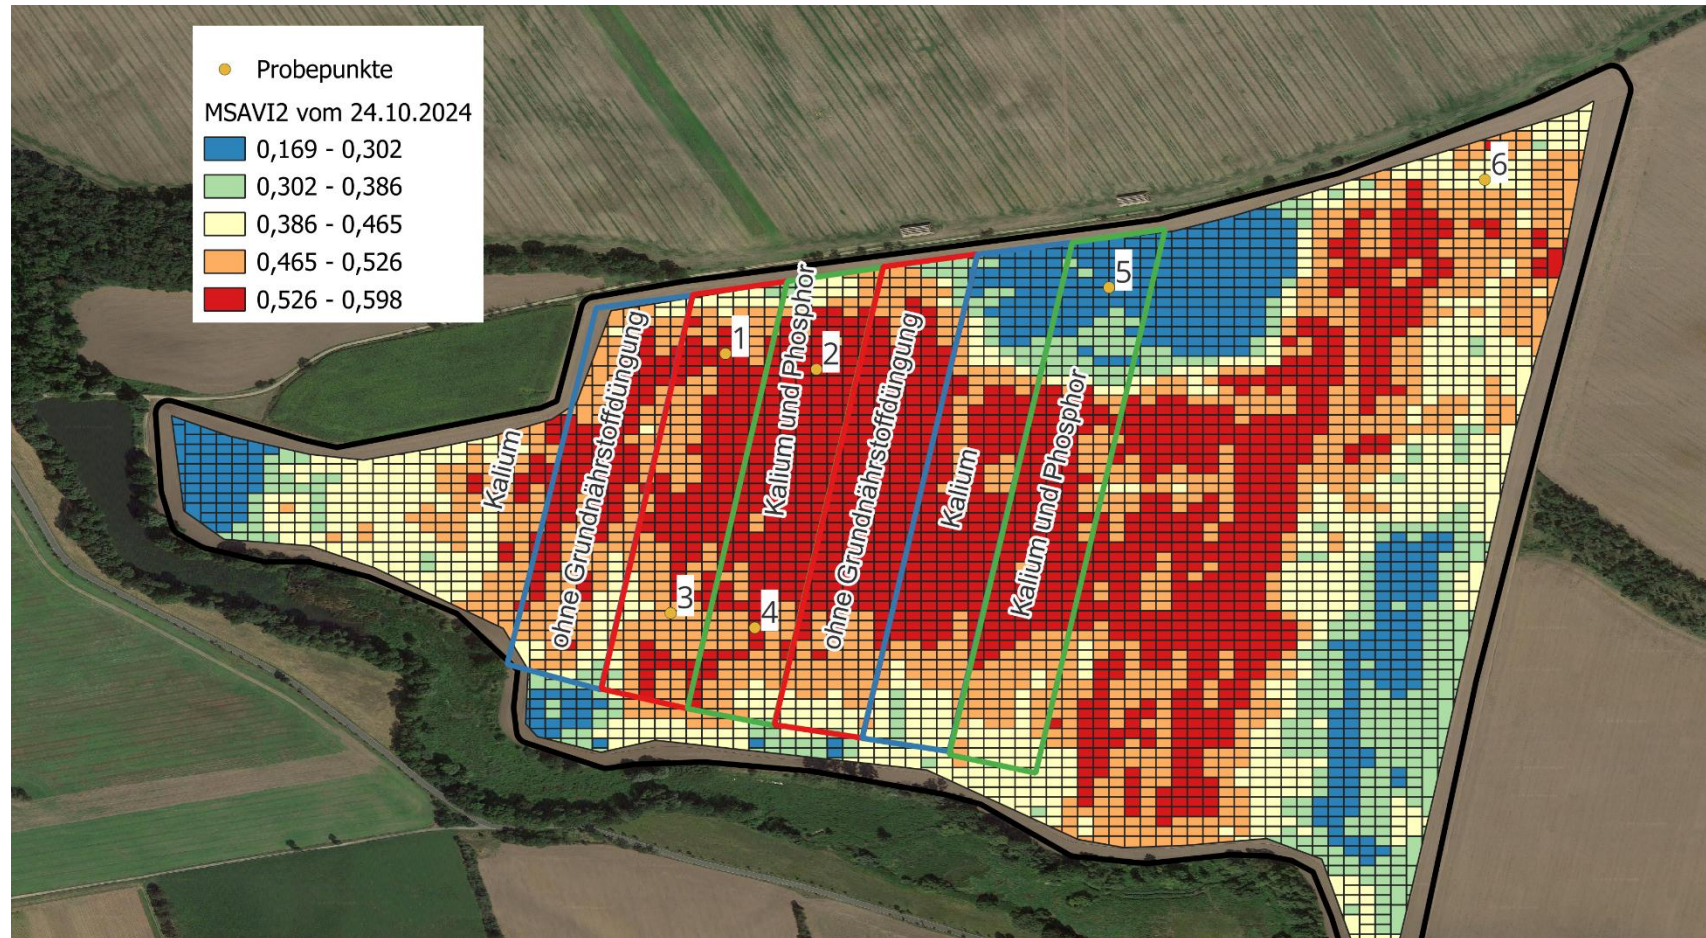 Probepunkte
MSAVI2 vom 24.10.2024
0,169 - 0,302
0,302 - 0,386
0,386 - 0,465
0,465 - 0,526
0,526 - 0,598
Kalium
ohne Grundnährstoffdüngung
Kalium und Phosphor
ohne Grundnährstoffdüngung
Kalium
Kalium und Phosphor
1
2
3
4
5
6